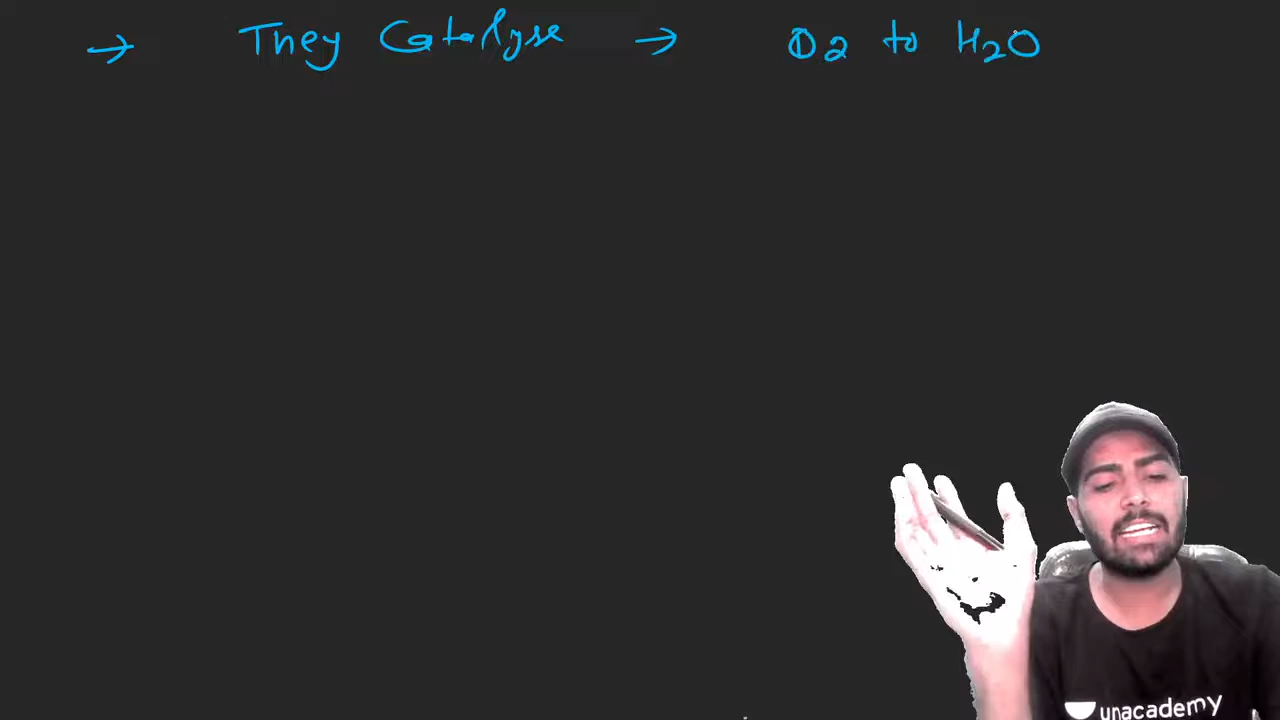 → They Catalyse → O2 to H2O
unacademy